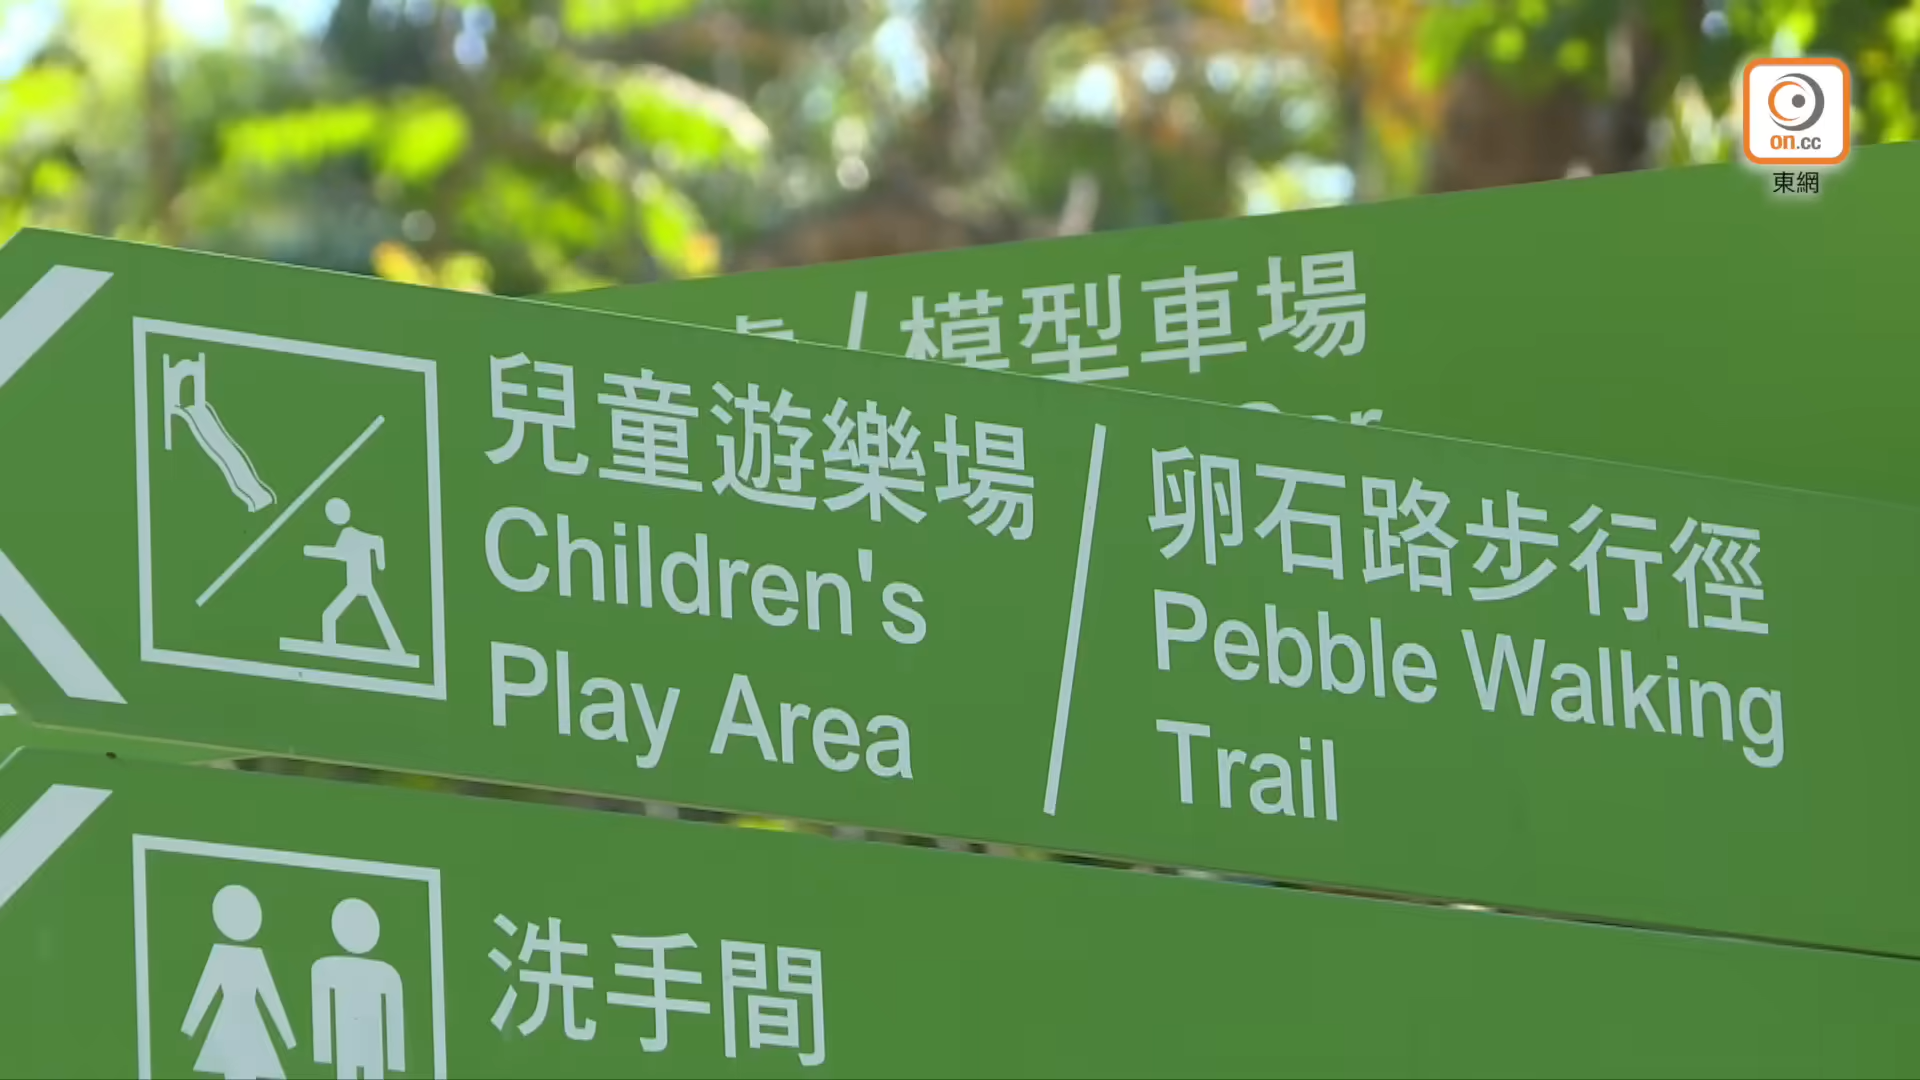 on.cc
東網
/ 模型車場
兒童遊樂場
Children's
Play Area
卵石路步行徑
Pebble Walking
Trail
洗手間